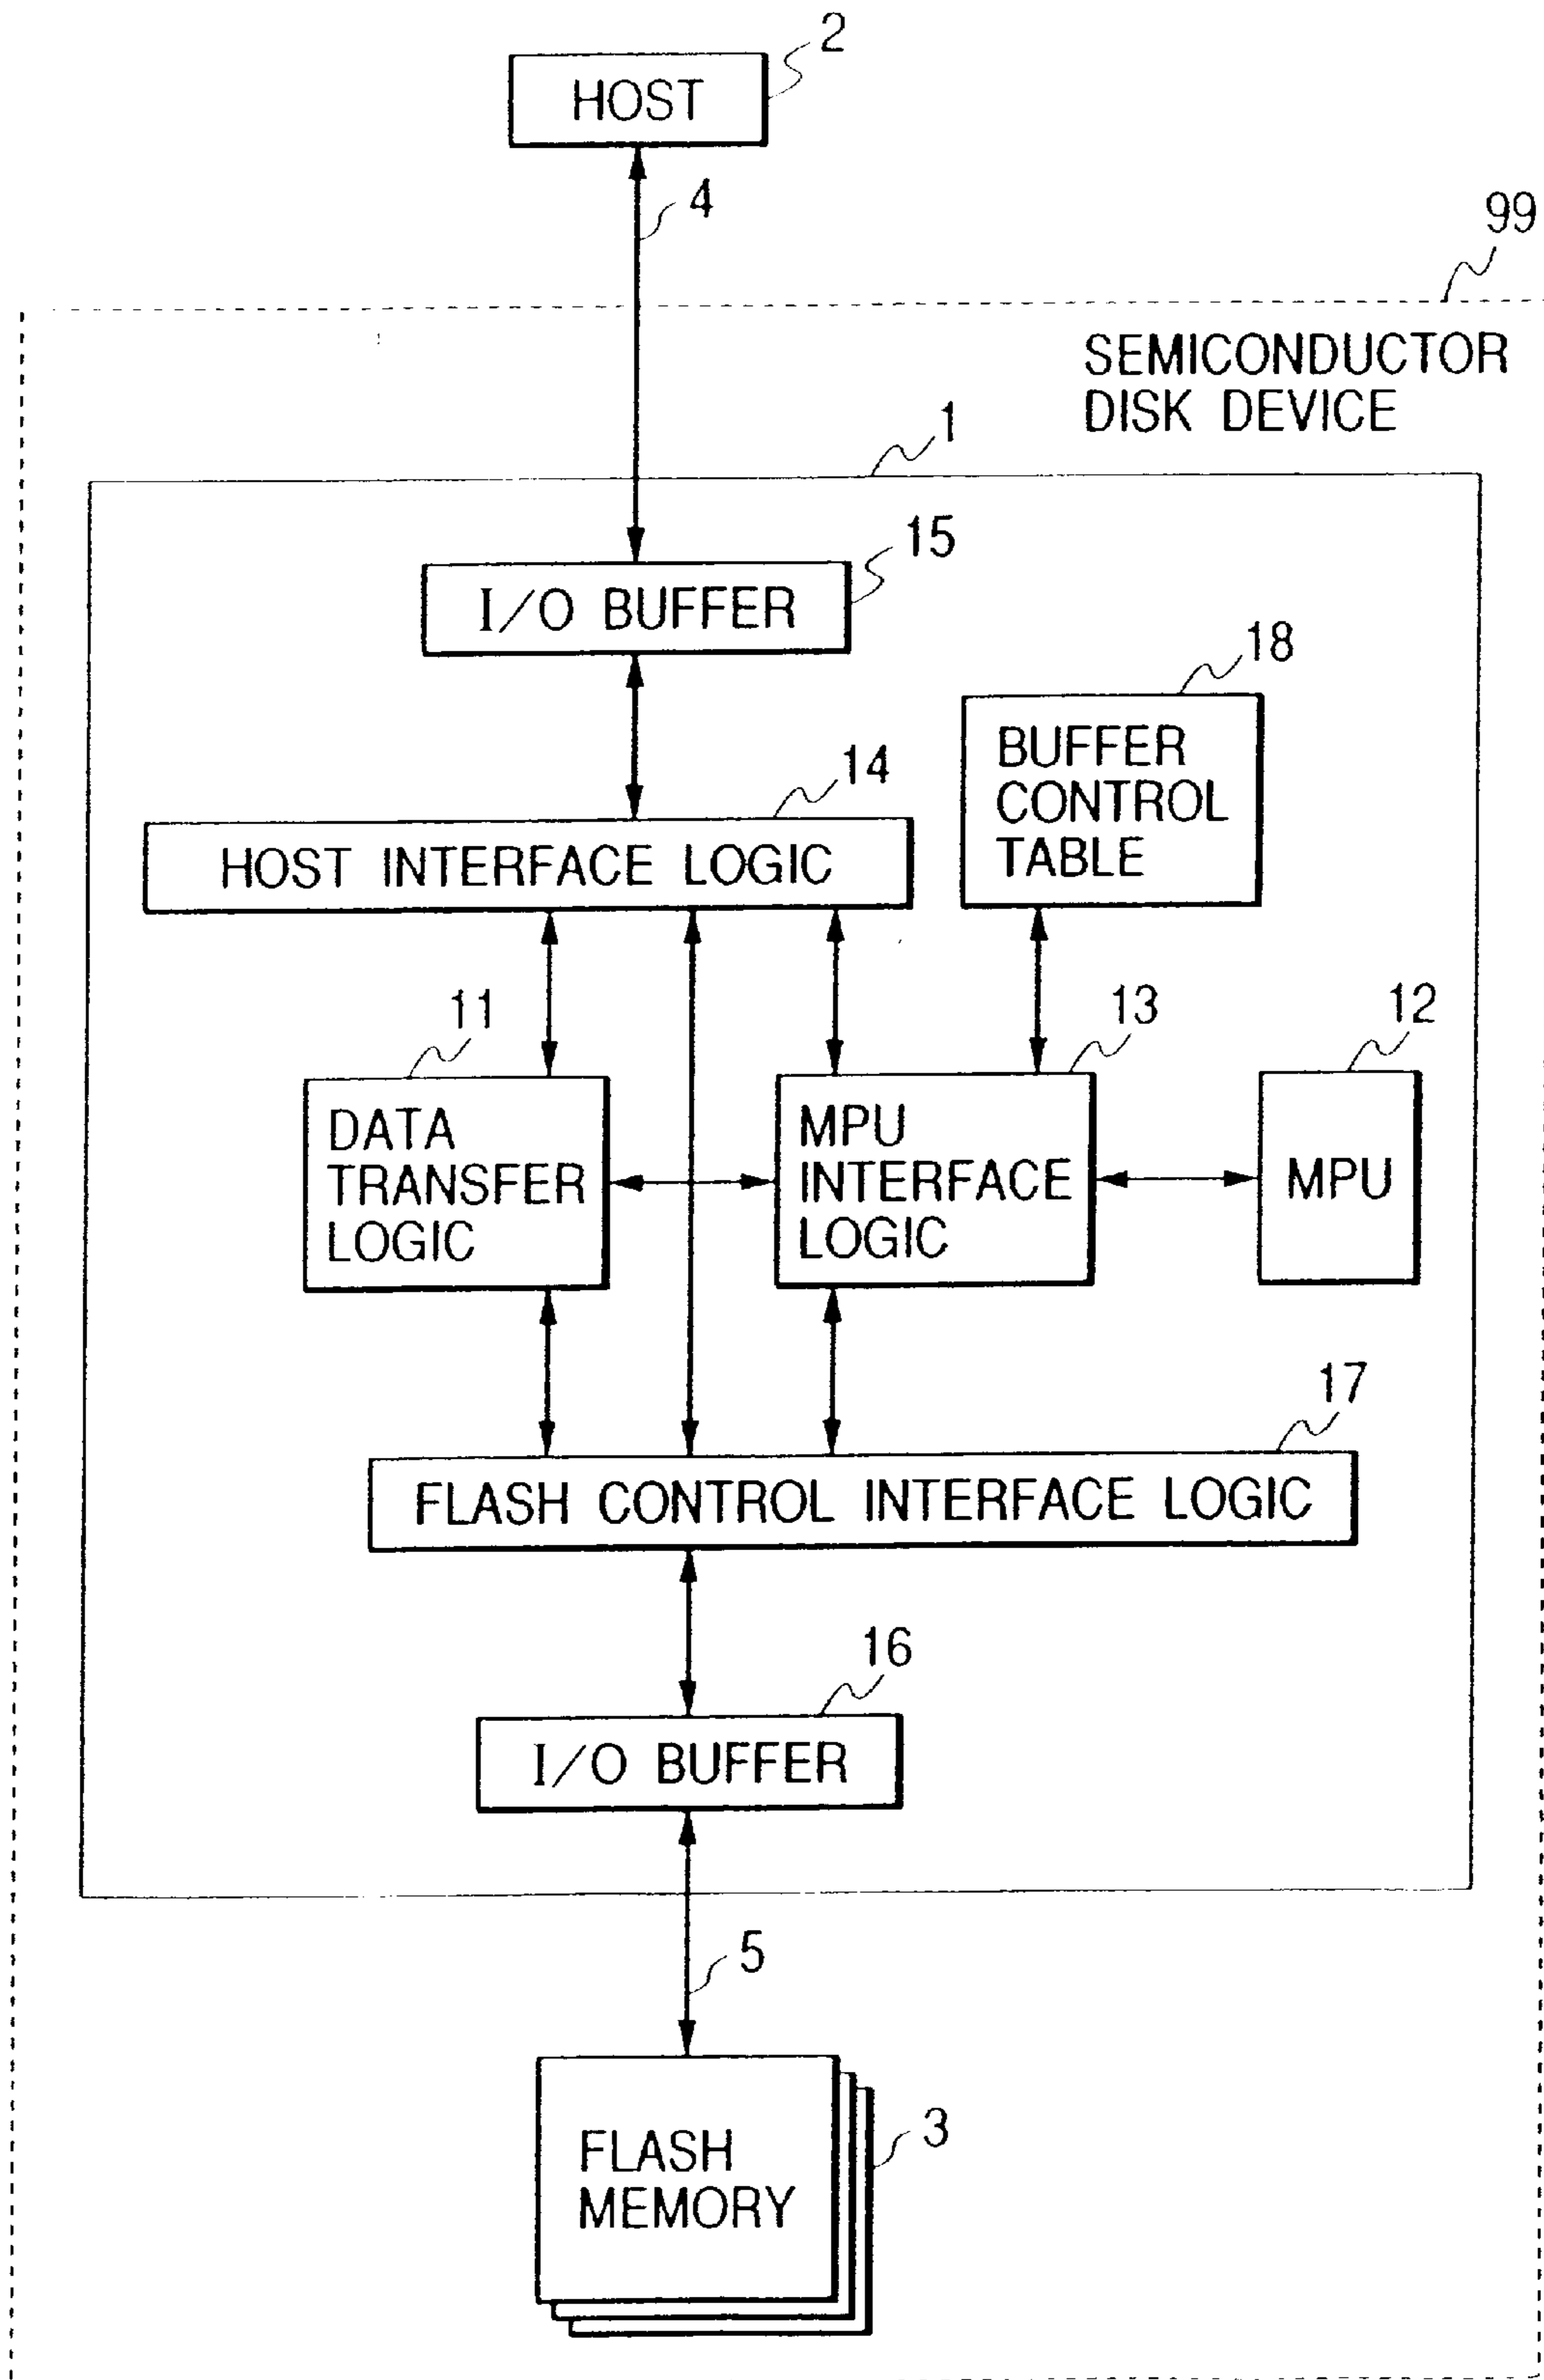 2
HOST
4
99
SEMICONDUCTOR
DISK DEVICE
1
15
I/O BUFFER
18
BUFFER
CONTROL
TABLE
14
HOST INTERFACE LOGIC
11
13
12
DATA
TRANSFER
LOGIC
MPU
INTERFACE
LOGIC
MPU
17
FLASH CONTROL INTERFACE LOGIC
16
I/O BUFFER
5
3
FLASH
MEMORY